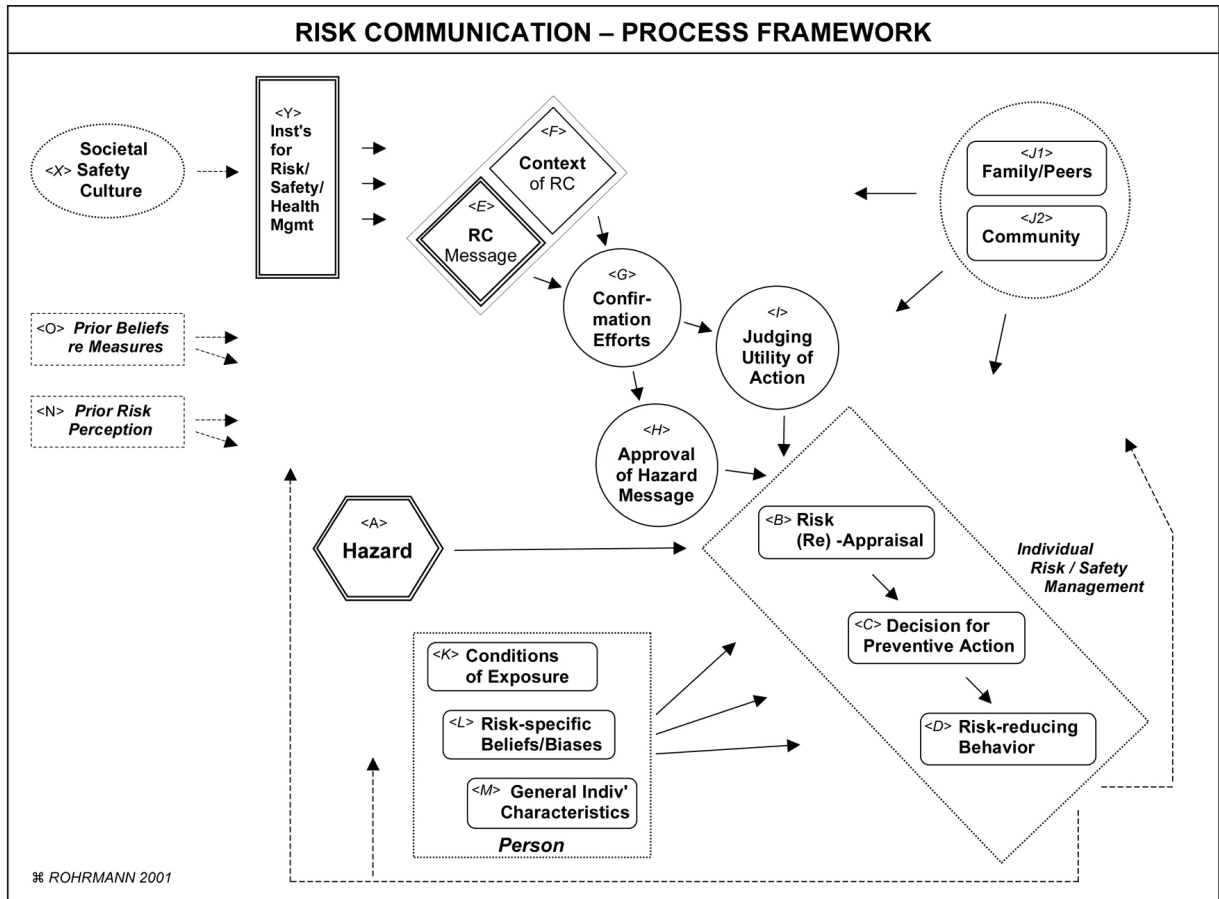 RISK COMMUNICATION – PROCESS FRAMEWORK
Societal
<X> Safety
Culture
<Y>
Inst's
for
Risk/
Safety/
Health
Mgmt
<F>
Context
of RC
<E>
RC
Message
<J1>
Family/Peers
<J2>
Community
<G>
Confir-
mation
Efforts
<I>
Judging
Utility of
Action
<O> Prior Beliefs
re Measures
<N> Prior Risk
Perception
<H>
Approval
of Hazard
Message
<A>
Hazard
<B> Risk
(Re) -Appraisal
Individual
Risk / Safety
Management
<C> Decision for
Preventive Action
<D> Risk-reducing
Behavior
<K> Conditions
of Exposure
<L> Risk-specific
Beliefs/Biases
<M> General Indiv'
Characteristics
Person
⌘ ROHRMANN 2001